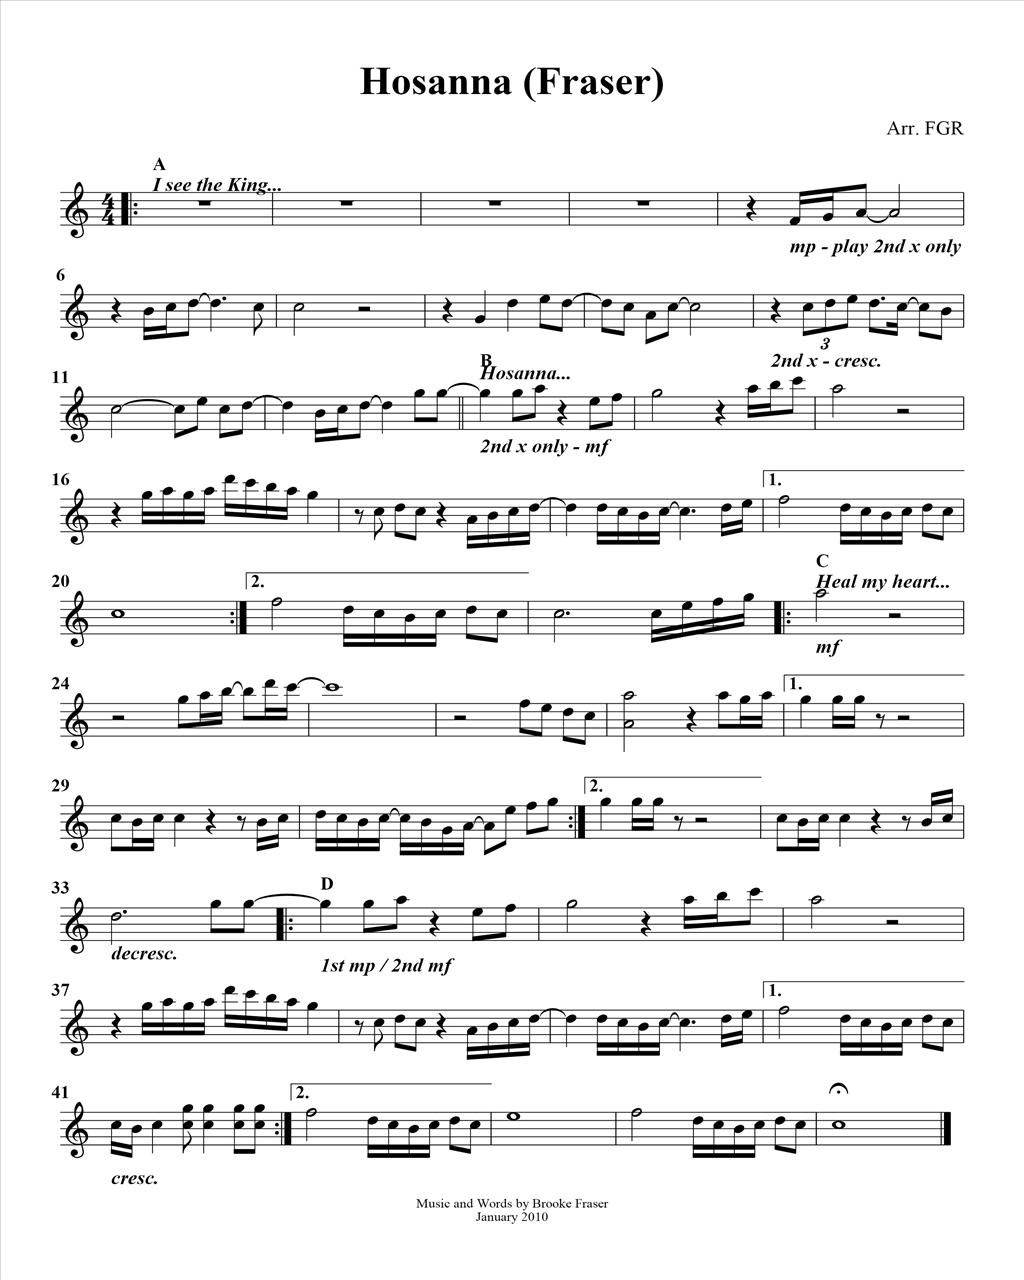 Hosanna (Fraser)
Arr. FGR
A
I see the King...
4
4
mp - play 2nd x only
6
3
2nd x - cresc.
11
B
Hosanna...
2nd x only - mf
16
1.
20
2.
C
Heal my heart...
mf
24
1.
29
2.
33
D
decresc.
1st mp / 2nd mf
37
1.
41
2.
cresc.
Music and Words by Brooke Fraser
January 2010